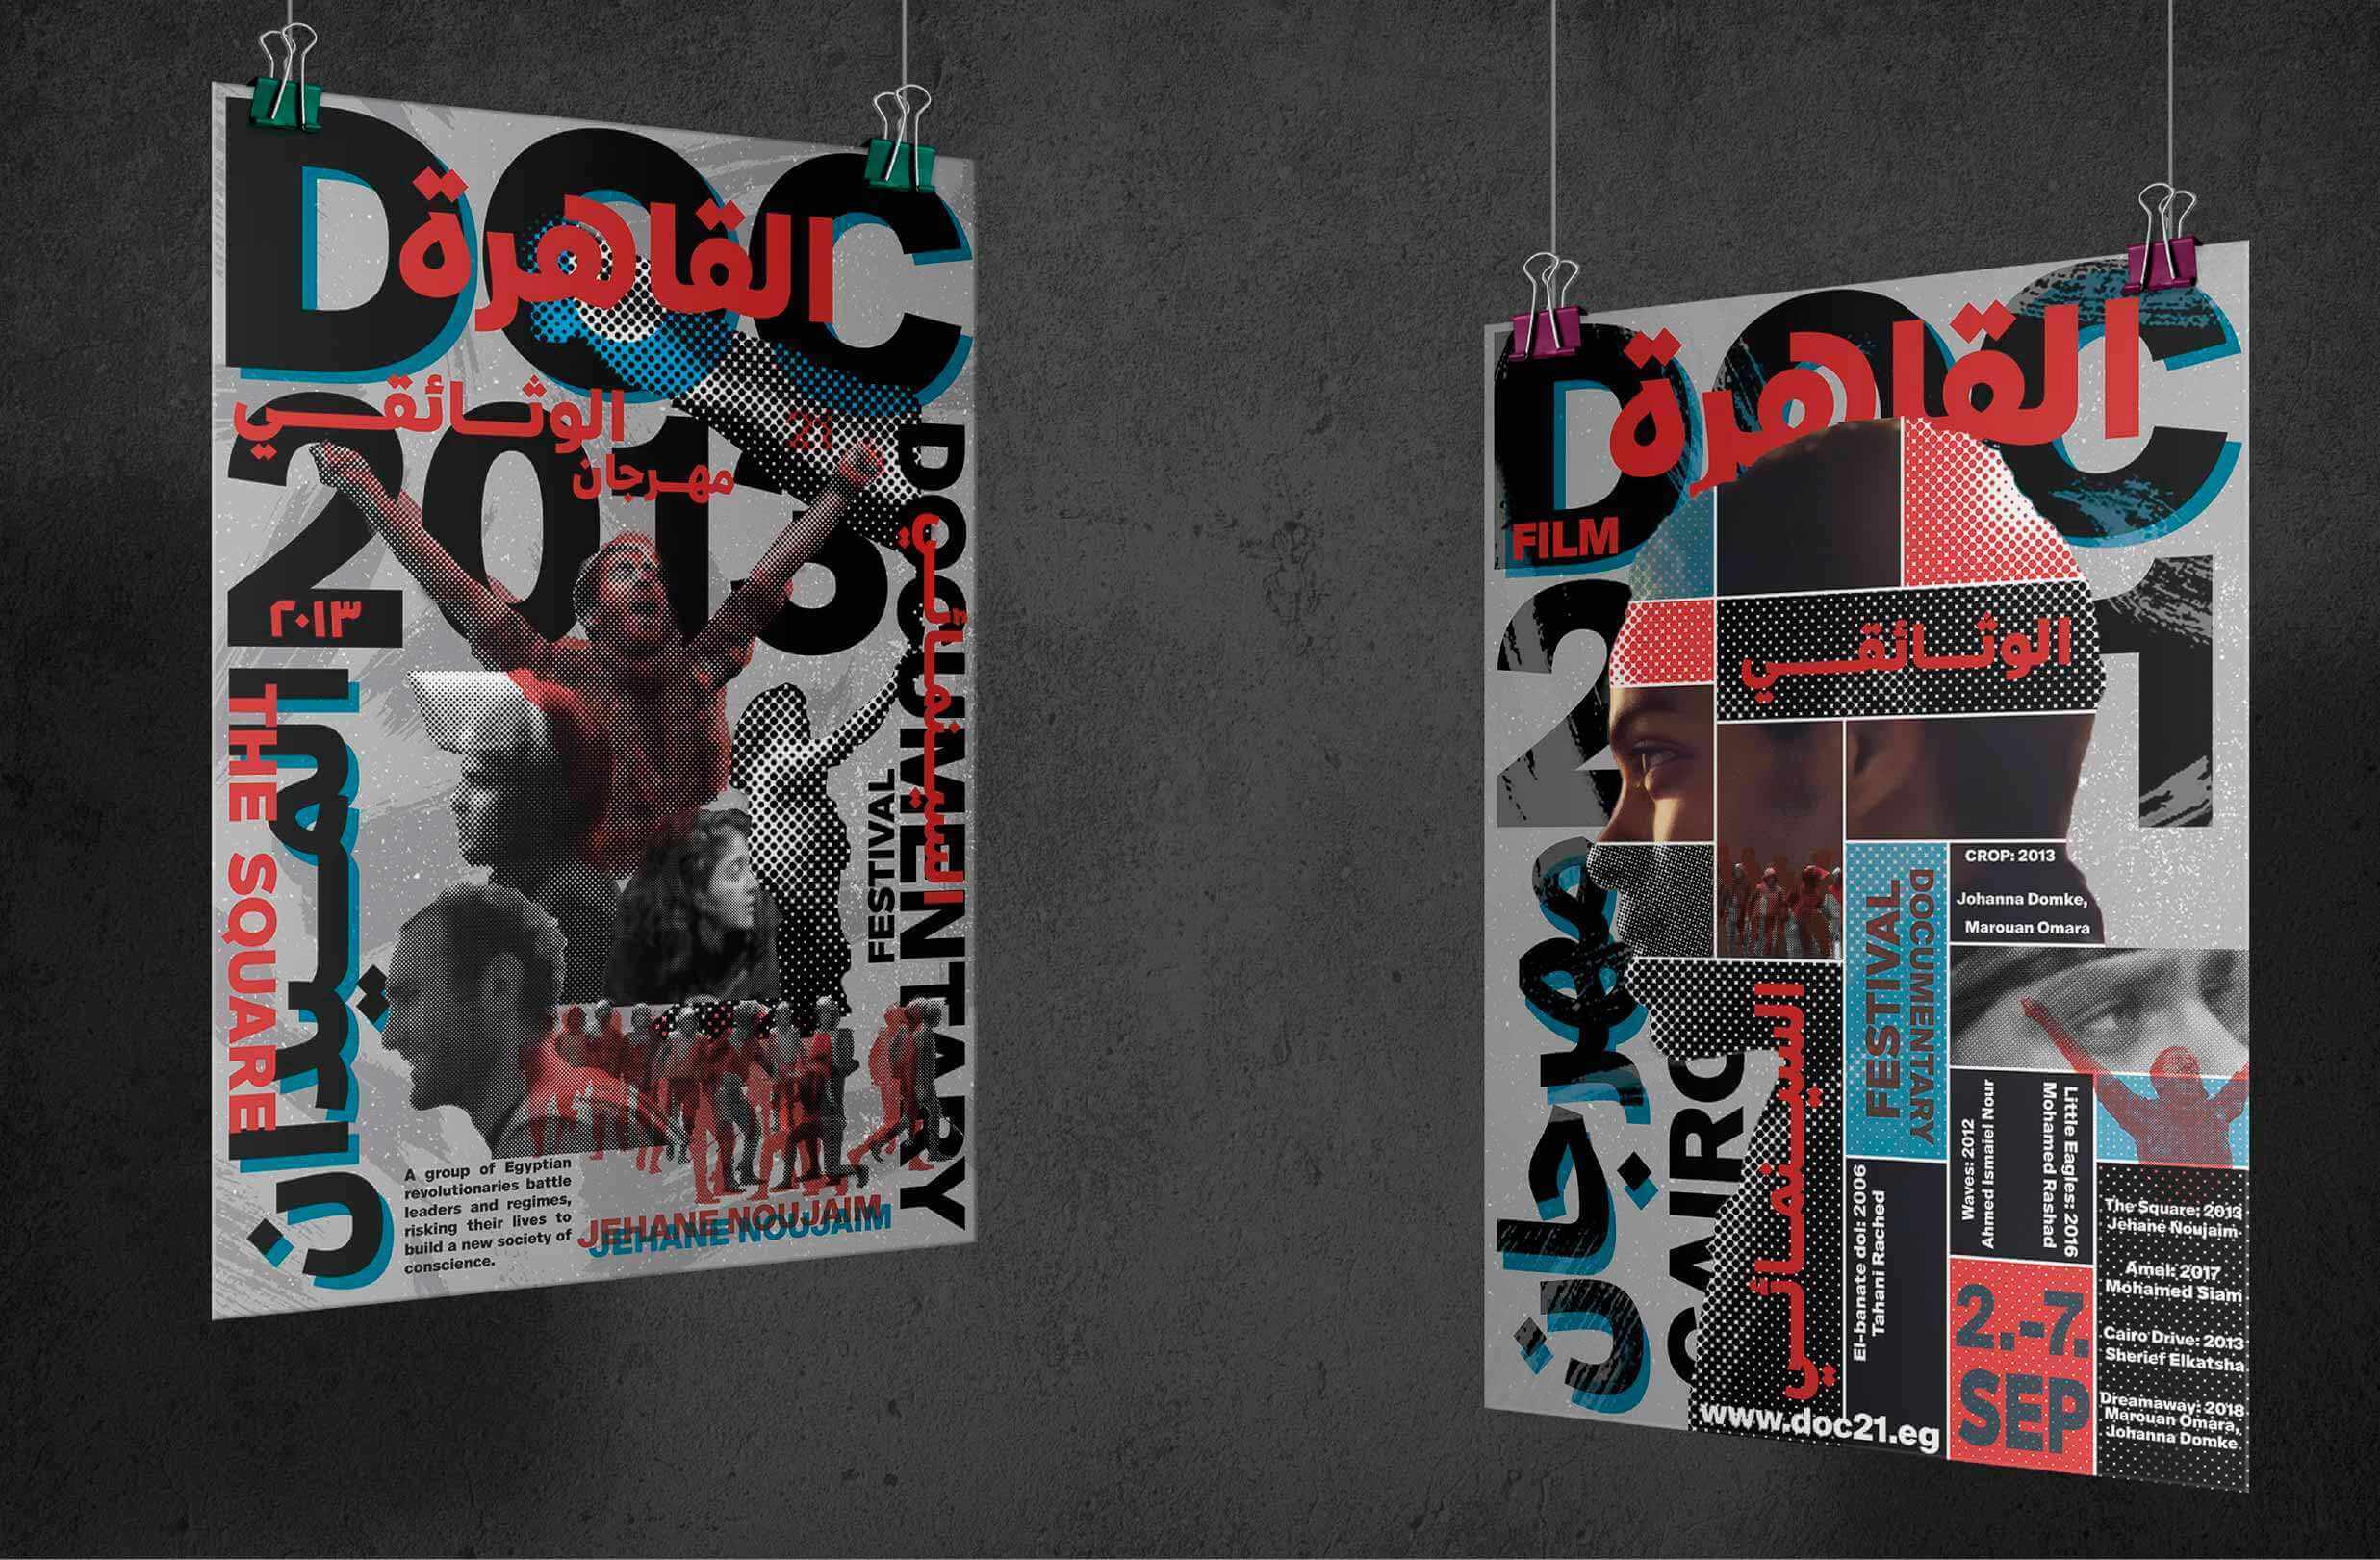 DOC
القاهرة
21
الوثائقي
مهرجان
2013
٢٠١٣
THE SQUARE
الميدان
DOCUMENTARY
السينمائي
FESTIVAL
A group of Egyptian
revolutionaries battle
leaders and regimes,
risking their lives to
build a new society of
conscience.
JEHANE NOUJAIM
DOC
القاهرة
FILM
21
الوثائقي
مهرجان
CAIRO
السينمائي
FESTIVAL
DOCUMENTARY
CROP: 2013
Johanna Domke,
Marouan Omara
Waves: 2012
Ahmed Ismaiel Nour
Little Eagles: 2016
Mohamed Rashad
El-banate dol: 2006
Tahani Rached
The Square: 2013
Jehane Noujaim
Amal: 2017
Mohamed Siam
Cairo Drive: 2013
Sherief Elkatsha
Dreamaway: 2018
Marouan Omara,
Johanna Domke
2.-7.
SEP
www.doc21.eg